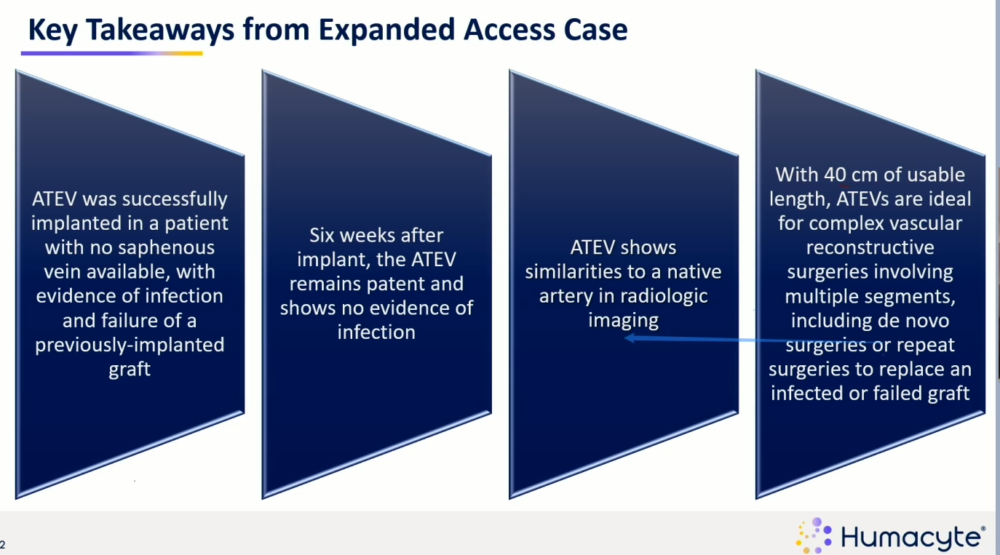 Key Takeaways from Expanded Access Case
ATEV was successfully
implanted in a patient
with no saphenous
vein available, with
evidence of infection
and failure of a
previously-implanted
graft
Six weeks after
implant, the ATEV
remains patent and
shows no evidence of
infection
ATEV shows
similarities to a native
artery in radiologic
imaging
With 40 cm of usable
length, ATEVs are ideal
for complex vascular
reconstructive
surgeries involving
multiple segments,
including de novo
surgeries or repeat
surgeries to replace an
infected or failed graft
2
Humacyte®